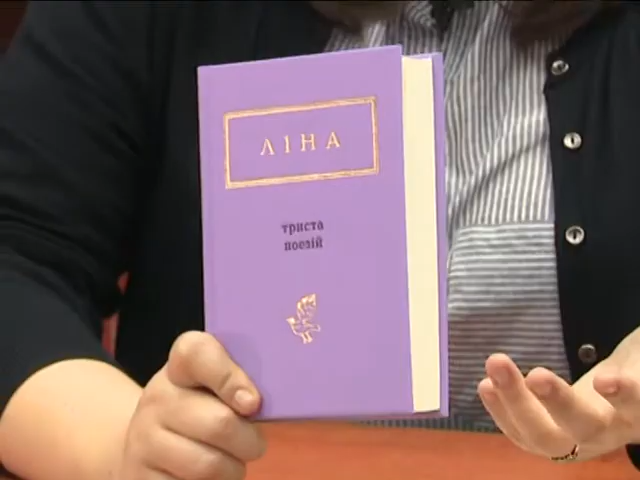 ЛІНА
триста
поезій